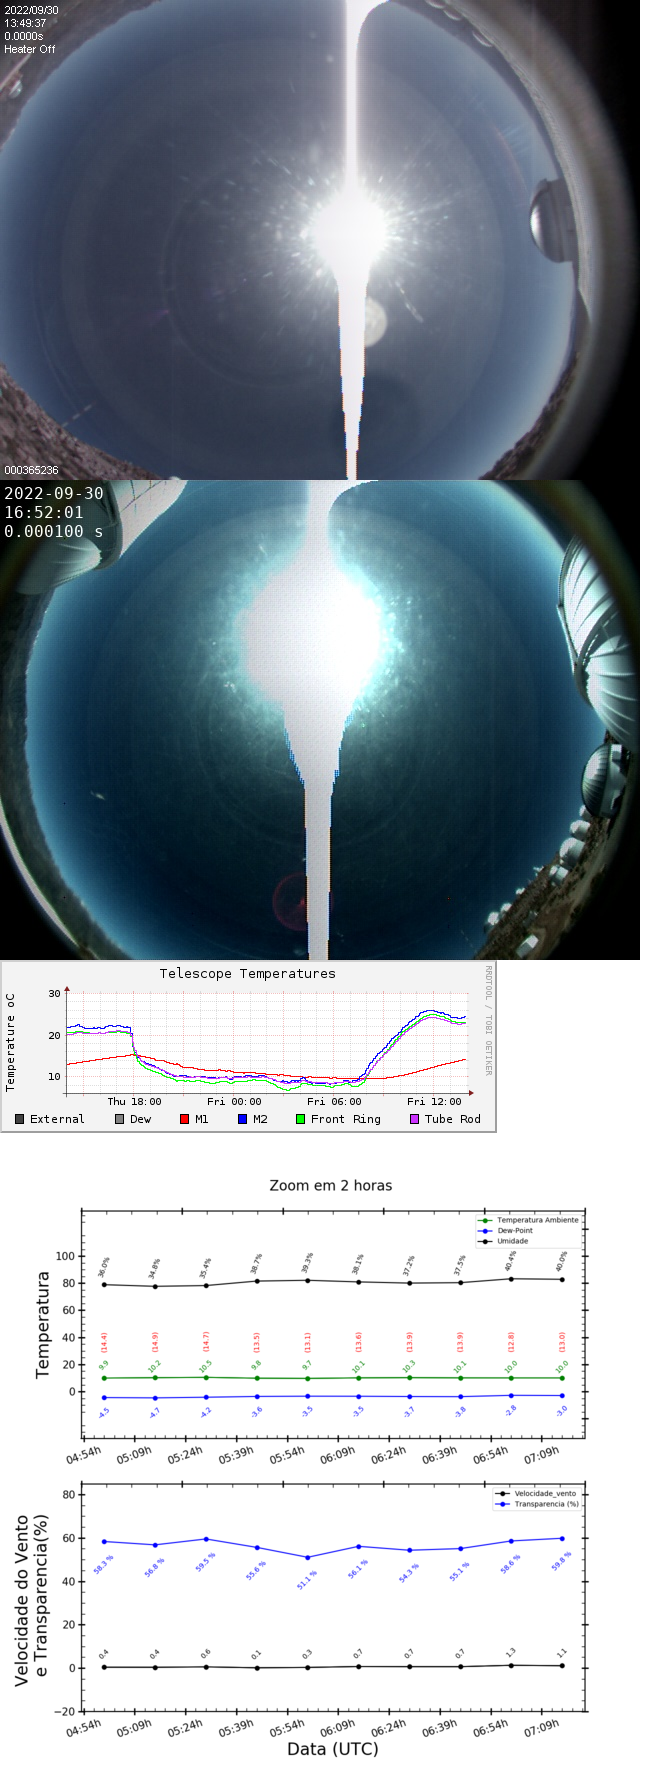 2022/09/30
13:49:37
0.0000s
Heater Off
000365236
2022-09-30
16:52:01
0.000100 s
Telescope Temperatures
RRDTOOL / TOBI OETIKER
Temperature oC
30
20
10
Thu 18:00 Fri 00:00 Fri 06:00 Fri 12:00
External Dew M1 M2 Front Ring Tube Rod
Zoom em 2 horas
Temperatura Ambiente
Dew-Point
Umidade
Temperatura
100
80
60
40
20
0
36.0% 34.8% 35.4% 38.7% 39.3% 38.1% 37.2% 37.5% 40.4% 40.0%
(14.4) (14.9) (14.7) (13.5) (13.1) (13.6) (13.9) (13.9) (12.8) (13.0)
9.9 10.2 10.5 9.8 9.7 10.1 10.3 10.1 10.0 10.0
-4.5 -4.7 -4.2 -3.6 -3.5 -3.5 -3.7 -3.8 -2.8 -3.0
04:54h 05:09h 05:24h 05:39h 05:54h 06:09h 06:24h 06:39h 06:54h 07:09h
Velocidade_vento
Transparencia (%)
Velocidade do Vento
e Transparencia(%)
80
60
40
20
0
−20
58.3 % 56.8 % 59.5 % 55.6 % 51.1 % 56.1 % 54.3 % 55.1 % 58.6 % 59.8 %
0.4 0.4 0.6 0.1 0.3 0.7 0.7 0.7 1.3 1.1
04:54h 05:09h 05:24h 05:39h 05:54h 06:09h 06:24h 06:39h 06:54h 07:09h
Data (UTC)